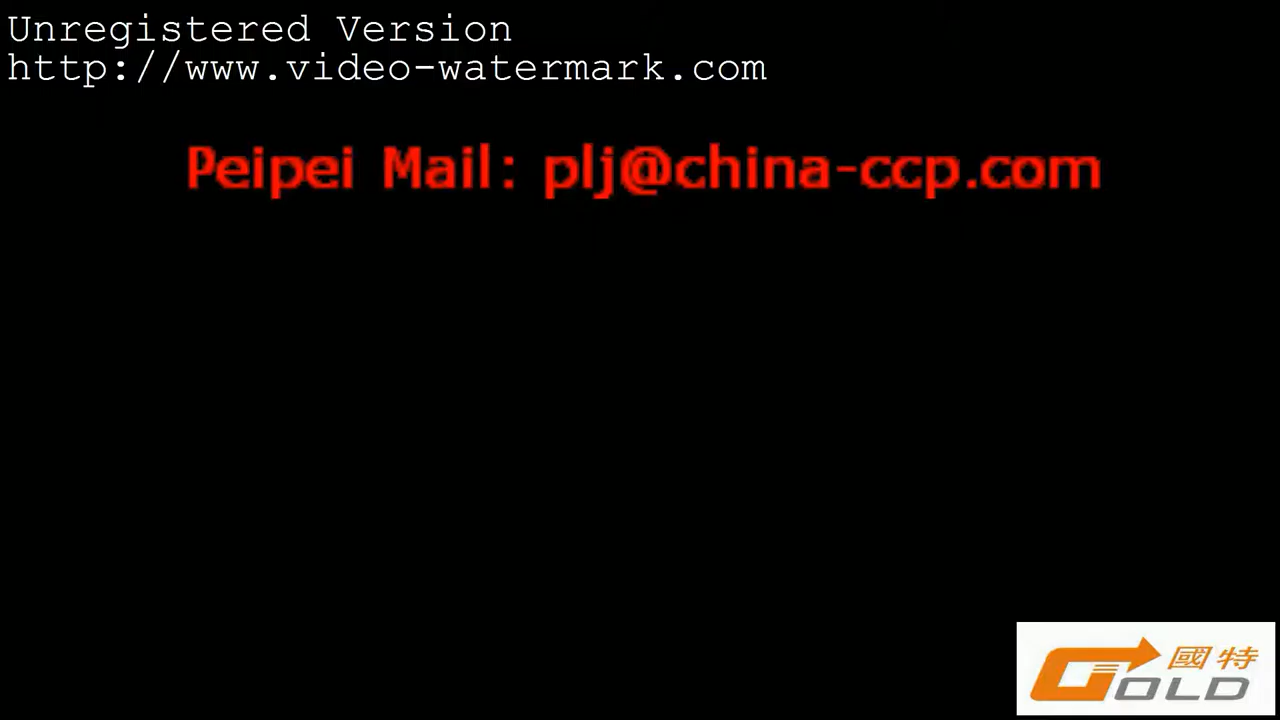 Unregistered Version
http://www.video-watermark.com
Peipei Mail: plj@china-ccp.com
國特
GOLD